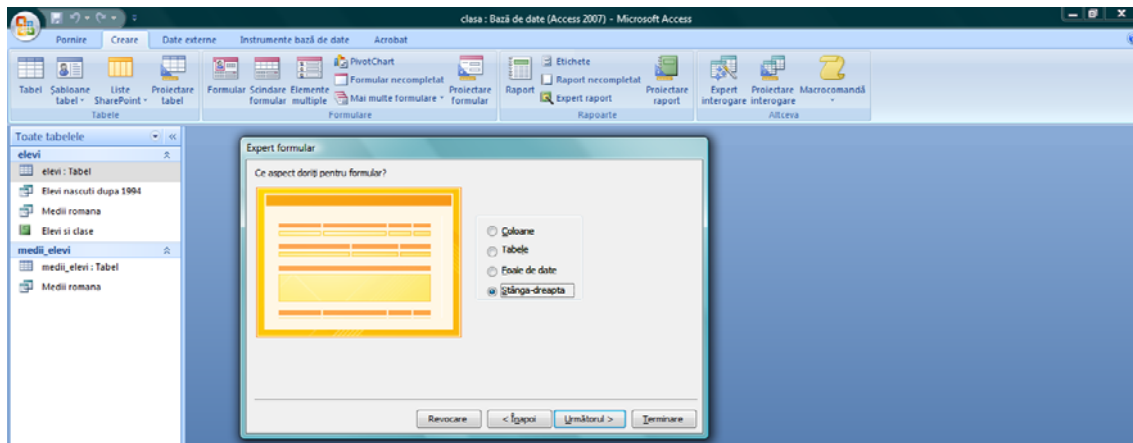 clasa : Bază de date (Access 2007) - Microsoft Access
Pornire Creare Date externe Instrumente bază de date Acrobat
Tabel
Șabloane tabel
Liste SharePoint
Proiectare tabel
Tabele
Formular
Scindare formular
Elemente multiple
PivotChart
Formular necompletat
Mai multe formulare
Proiectare formular
Formulare
Raport
Etichete
Raport necompletat
Expert raport
Proiectare raport
Rapoarte
Expert interogare
Proiectare interogare
Macrocomandă
Altceva
Toate tabelele
elevi
elevi : Tabel
Elevi nascuti dupa 1994
Medii romana
Elevi si clase
medii_elevi
medii_elevi : Tabel
Medii romana
Expert formular
Ce aspect doriți pentru formular?
Coloane
Tabele
Foaie de date
Stânga-dreapta
Revocare < Înapoi Următorul > Terminare